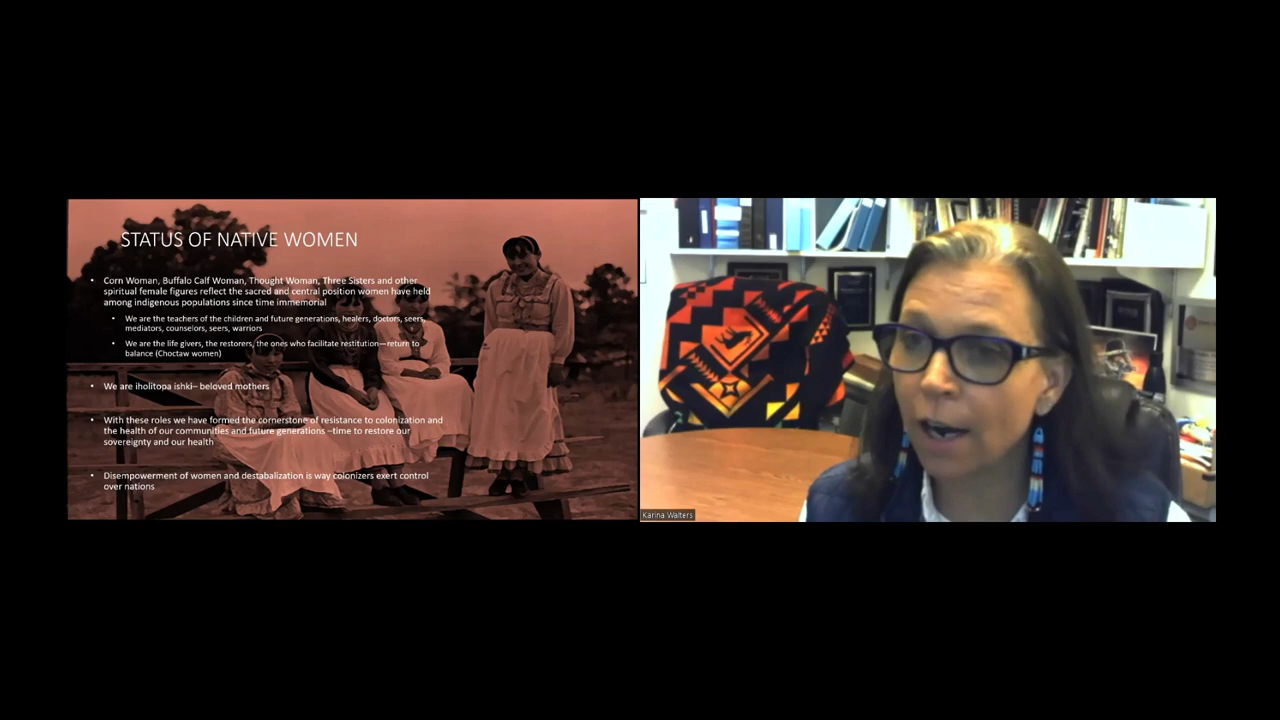 STATUS OF NATIVE WOMEN
• Corn Woman, Buffalo Calf Woman, Thought Woman, Three Sisters and other
spiritual female figures reflect the sacred and central position women have held
among indigenous populations since time immemorial
• We are the teachers of the children and future generations, healers, doctors, seers,
mediators, counselors, seers, warriors
• We are the life givers, the restorers, the ones who facilitate restitution—return to
balance (Choctaw women)
• We are iholitopa ishki– beloved mothers
• With these roles we have formed the cornerstone of resistance to colonization and
the health of our communities and future generations –time to restore our
sovereignty and our health
• Disempowerment of women and destabalization is way colonizers exert control
over nations
Karina Walters